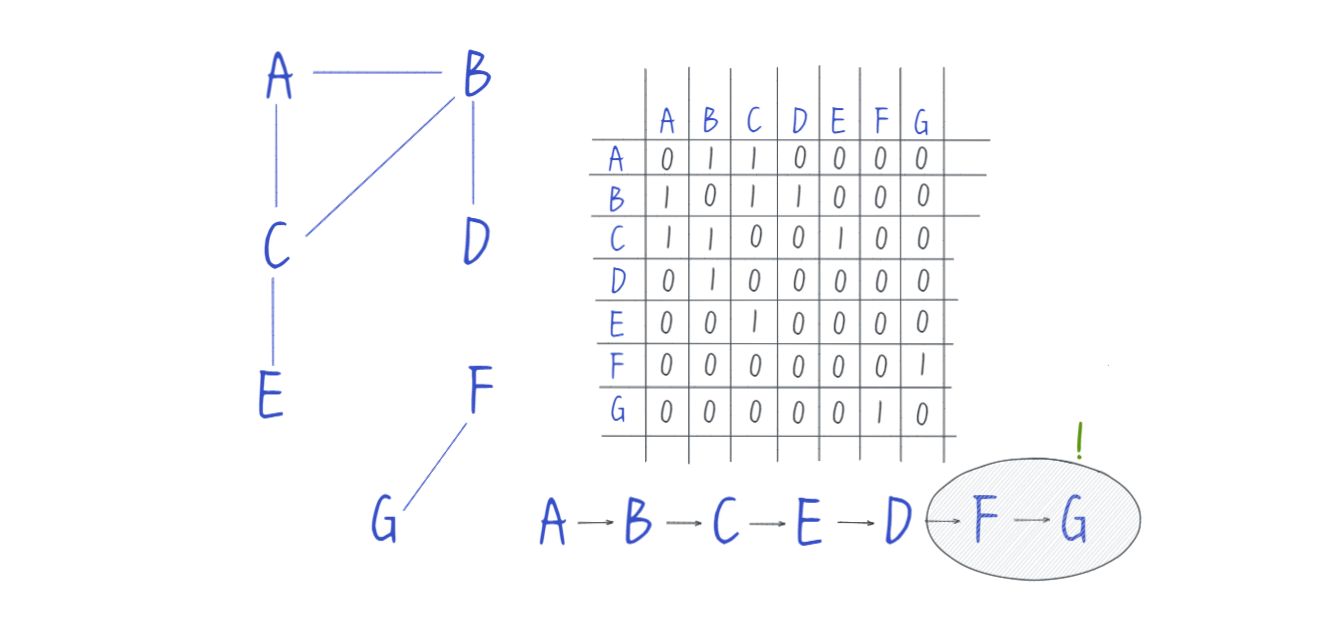 A B
C D
E F
G
A B C D E F G
A 0 1 1 0 0 0 0
B 1 0 1 1 0 0 0
C 1 1 0 0 1 0 0
D 0 1 0 0 0 0 0
E 0 0 1 0 0 0 0
F 0 0 0 0 0 0 1
G 0 0 0 0 0 1 0
!
A → B → C → E → D → F → G